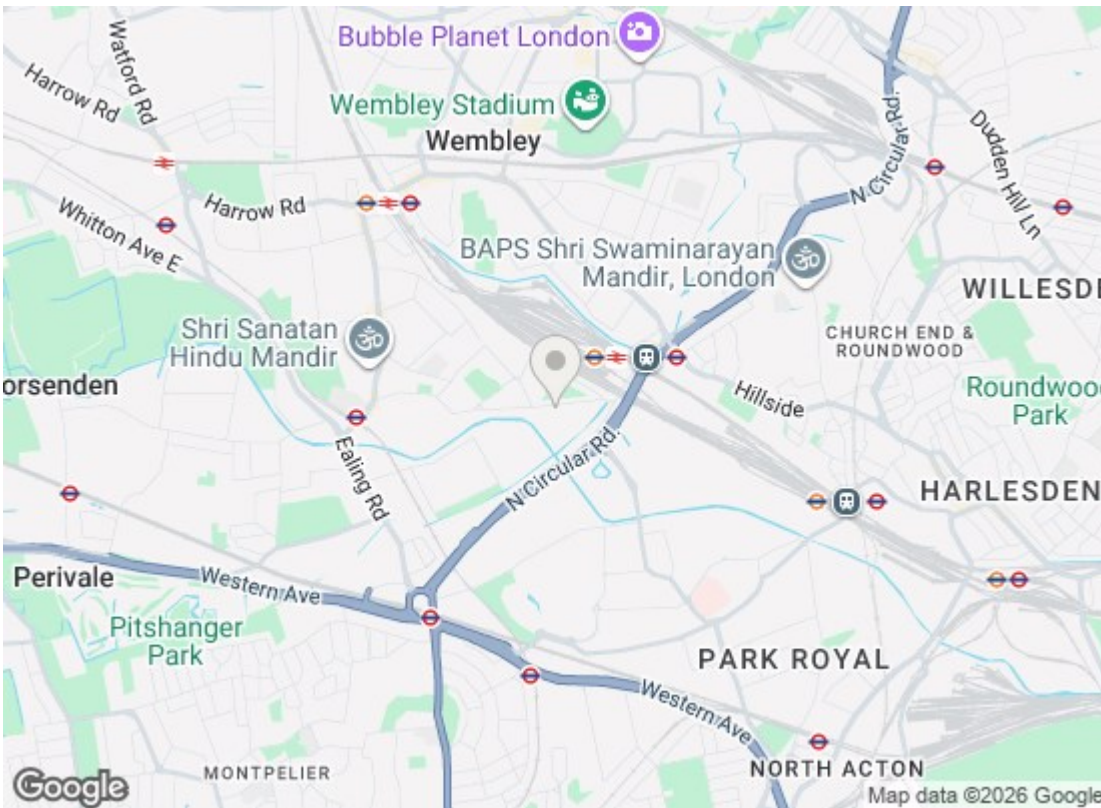 Bubble Planet London
Watford Rd
Harrow Rd
Wembley Stadium
Wembley
N Circular Rd.
Dudden Hill Ln
Harrow Rd
Whitton Ave E
BAPS Shri Swaminarayan
Mandir, London
WILLESDE
Shri Sanatan
Hindu Mandir
CHURCH END &
ROUNDWOOD
orsenden
Hillside
Roundwoo
Park
Ealing Rd
N Circular Rd.
HARLESDEN
Perivale
Western Ave
Pitshanger
Park
PARK ROYAL
Western Ave
MONTPELIER
NORTH ACTON
Google
Map data ©2026 Google